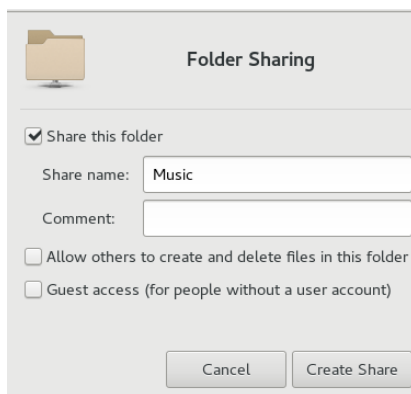 Folder Sharing
Share this folder
Share name: Music
Comment:
Allow others to create and delete files in this folder
Guest access (for people without a user account)
Cancel Create Share